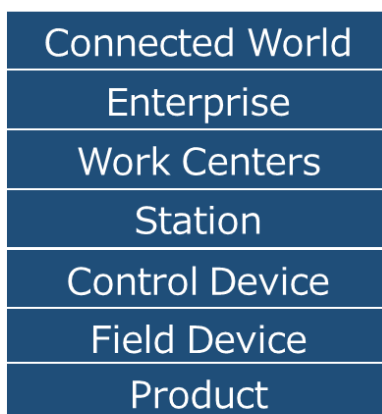 Connected World
Enterprise
Work Centers
Station
Control Device
Field Device
Product